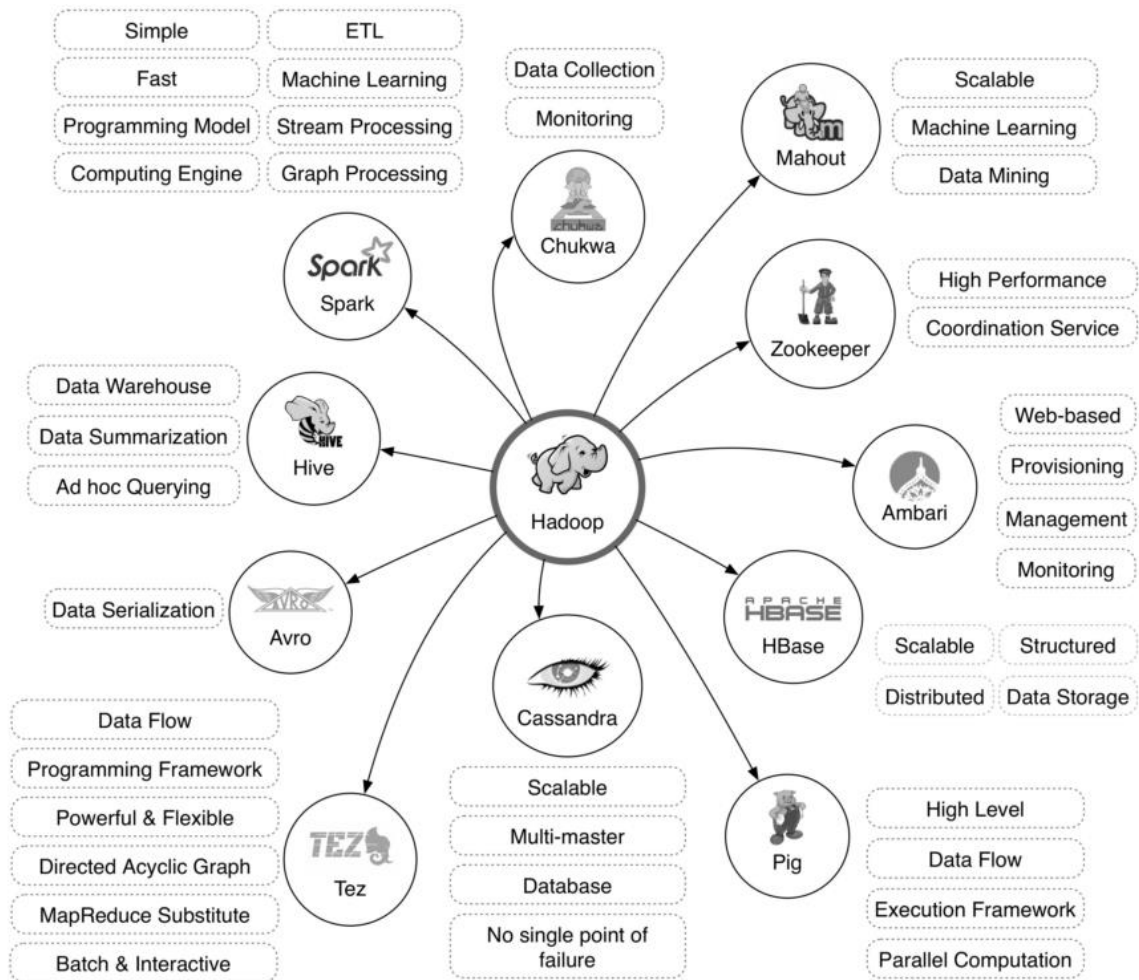 Simple
ETL
Fast
Machine Learning
Programming Model
Stream Processing
Computing Engine
Graph Processing
Data Collection
Monitoring
chukwa
Chukwa
m
Mahout
Scalable
Machine Learning
Data Mining
Spark
Spark
Zookeeper
High Performance
Coordination Service
Data Warehouse
Data Summarization
Ad hoc Querying
HIVE
Hive
Hadoop
Ambari
Web-based
Provisioning
Management
Monitoring
Data Serialization
AVRO
Avro
APACHE
HBASE
HBase
Scalable
Structured
Distributed
Data Storage
Cassandra
Scalable
Multi-master
Database
No single point of
failure
Data Flow
Programming Framework
Powerful & Flexible
Directed Acyclic Graph
MapReduce Substitute
Batch & Interactive
TEZ
Tez
Pig
High Level
Data Flow
Execution Framework
Parallel Computation